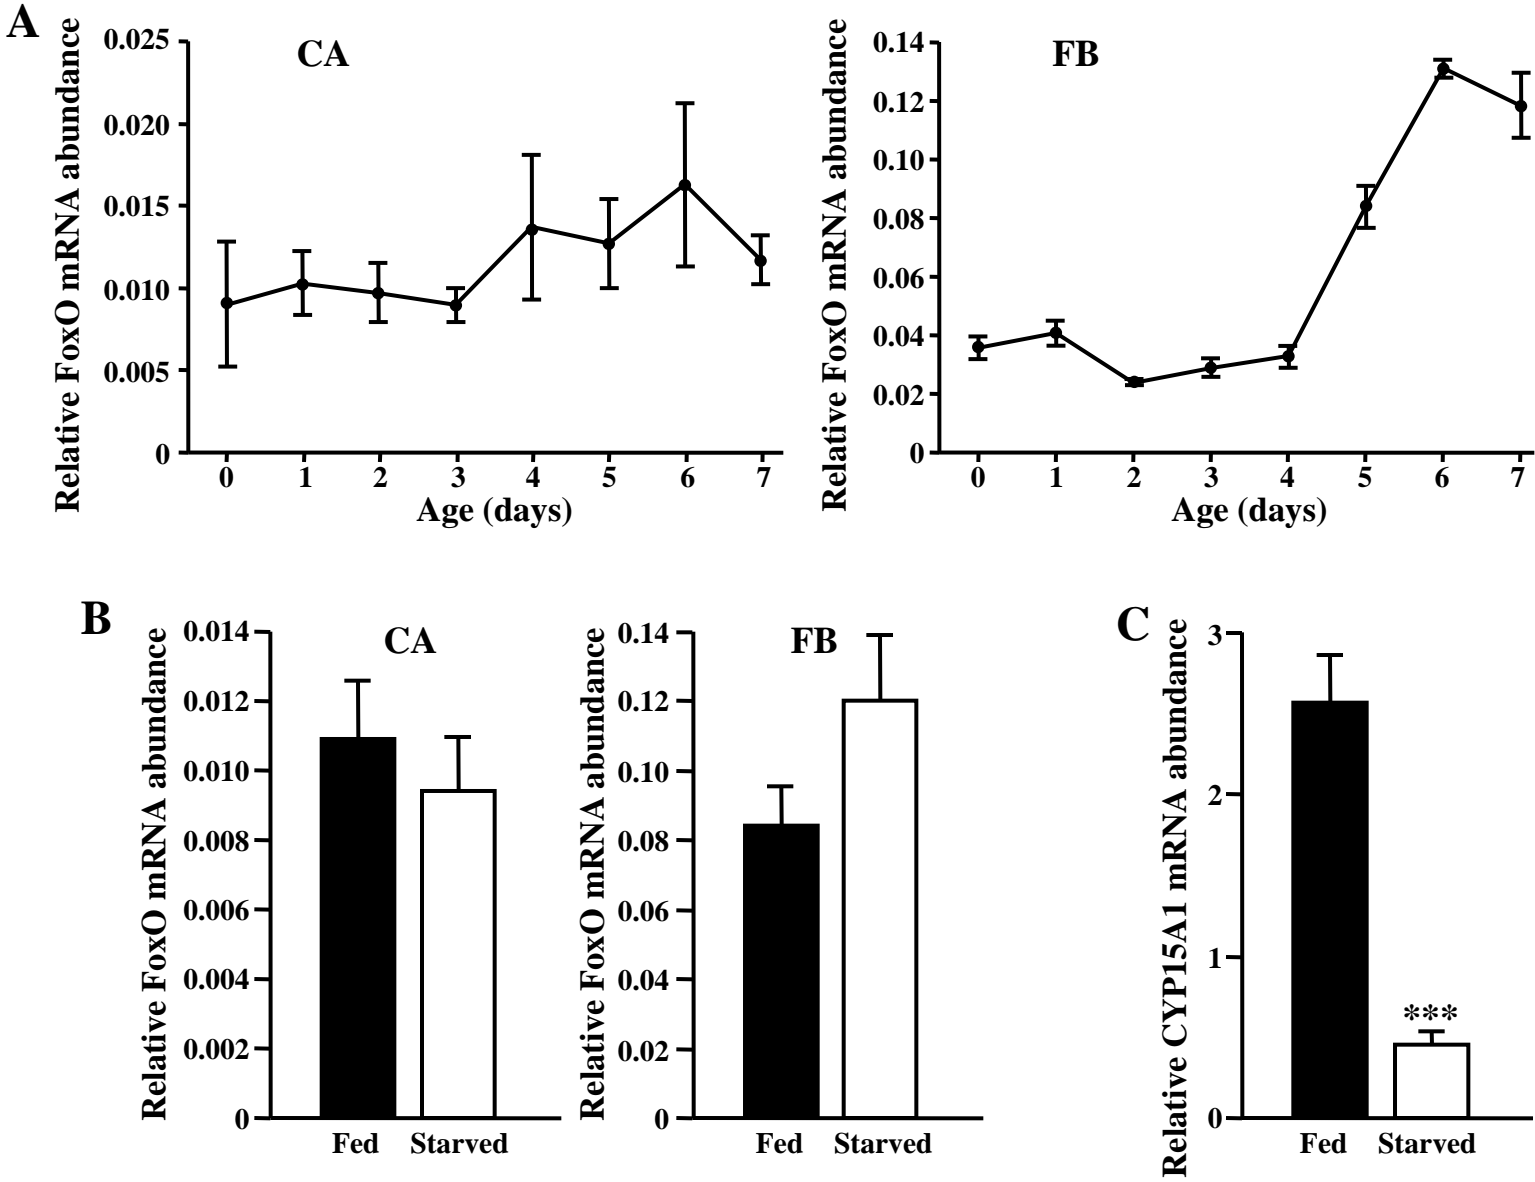 A
Relative FoxO mRNA abundance
CA
0.025
0.020
0.015
0.010
0.005
0
0 1 2 3 4 5 6 7
Age (days)
Relative FoxO mRNA abundance
FB
0.14
0.12
0.10
0.08
0.06
0.04
0.02
0
0 1 2 3 4 5 6 7
Age (days)
B
Relative FoxO mRNA abundance
CA
0.014
0.012
0.010
0.008
0.006
0.004
0.002
0
Fed Starved
Relative FoxO mRNA abundance
FB
0.14
0.12
0.10
0.08
0.06
0.04
0.02
0
Fed Starved
C
Relative CYP15A1 mRNA abundance
3
2
1
0
***
Fed Starved